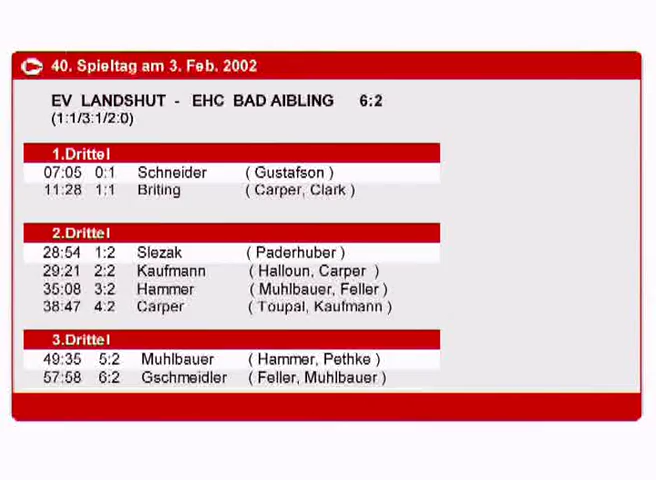 40. Spieltag am 3. Feb. 2002
EV LANDSHUT - EHC BAD AIBLING 6:2
(1:1/3:1/2:0)
1.Drittel
07:05 0:1 Schneider ( Gustafson )
11:28 1:1 Briting ( Carper, Clark )
2.Drittel
28:54 1:2 Slezak ( Paderhuber )
29:21 2:2 Kaufmann ( Halloun, Carper )
35:08 3:2 Hammer ( Muhlbauer, Feller )
38:47 4:2 Carper ( Toupal, Kaufmann )
3.Drittel
49:35 5:2 Muhlbauer ( Hammer, Pethke )
57:58 6:2 Gschmeidler ( Feller, Muhlbauer )